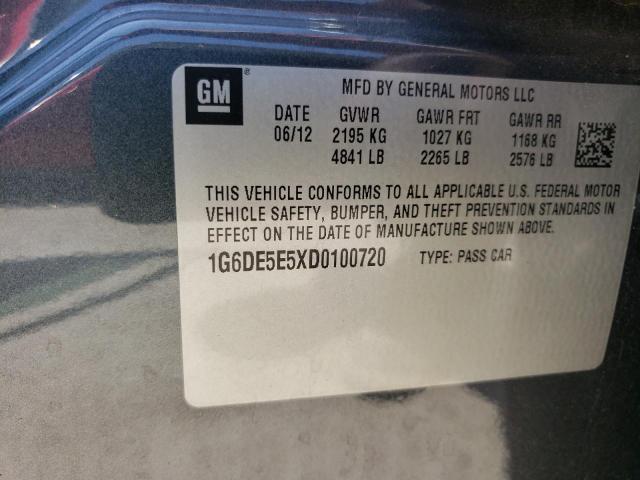 GM ®
MFD BY GENERAL MOTORS LLC
DATE GVWR GAWR FRT GAWR RR
06/12 2195 KG 1027 KG 1168 KG
4841 LB 2265 LB 2576 LB
THIS VEHICLE CONFORMS TO ALL APPLICABLE U.S. FEDERAL MOTOR
VEHICLE SAFETY, BUMPER, AND THEFT PREVENTION STANDARDS IN
EFFECT ON THE DATE OF MANUFACTURE SHOWN ABOVE.
1G6DE5E5XD0100720 TYPE: PASS CAR